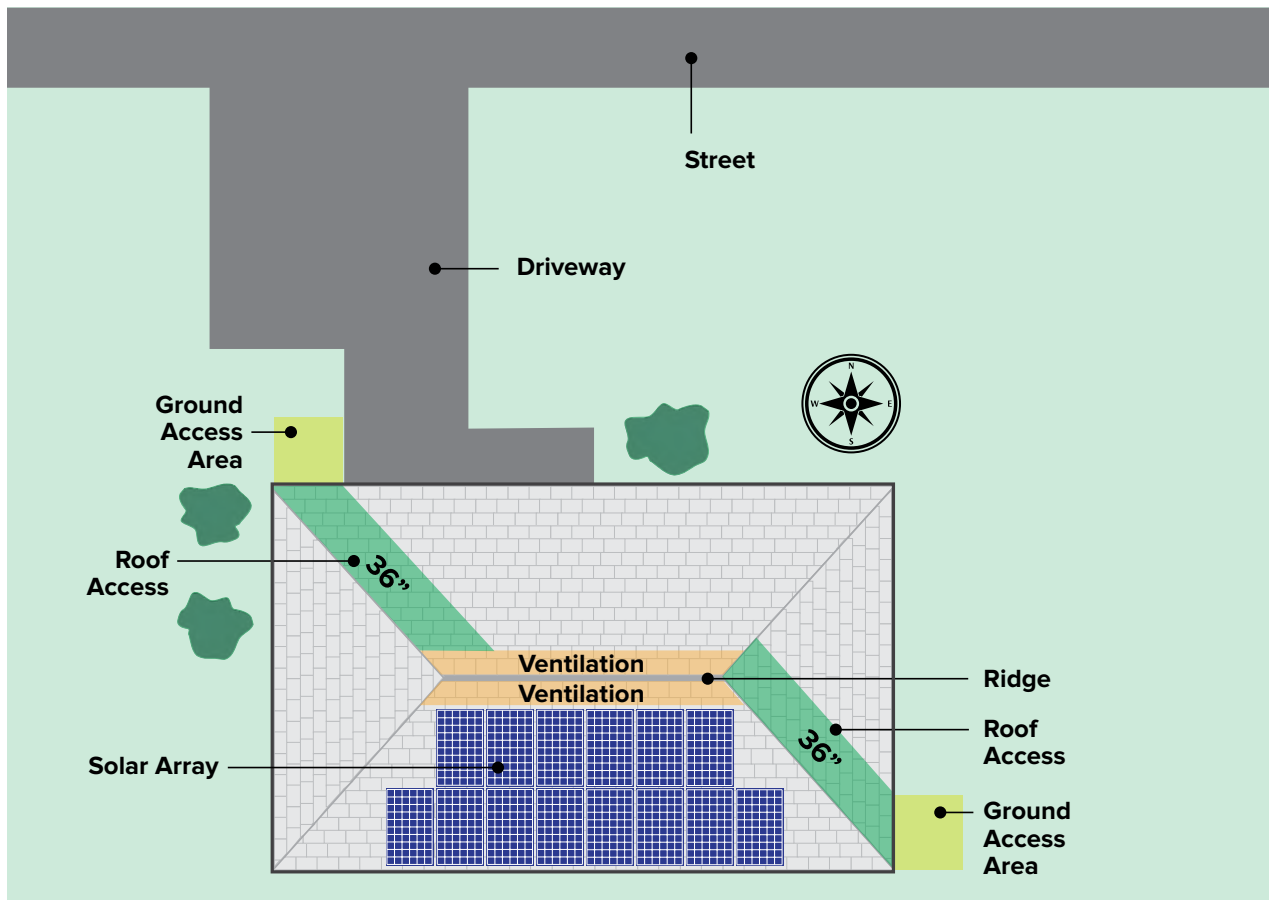 Street
Driveway
N
W
E
S
Ground
Access
Area
Roof
Access
36”
Ventilation
Ventilation
Ridge
Roof
Access
36”
Solar Array
Ground
Access
Area